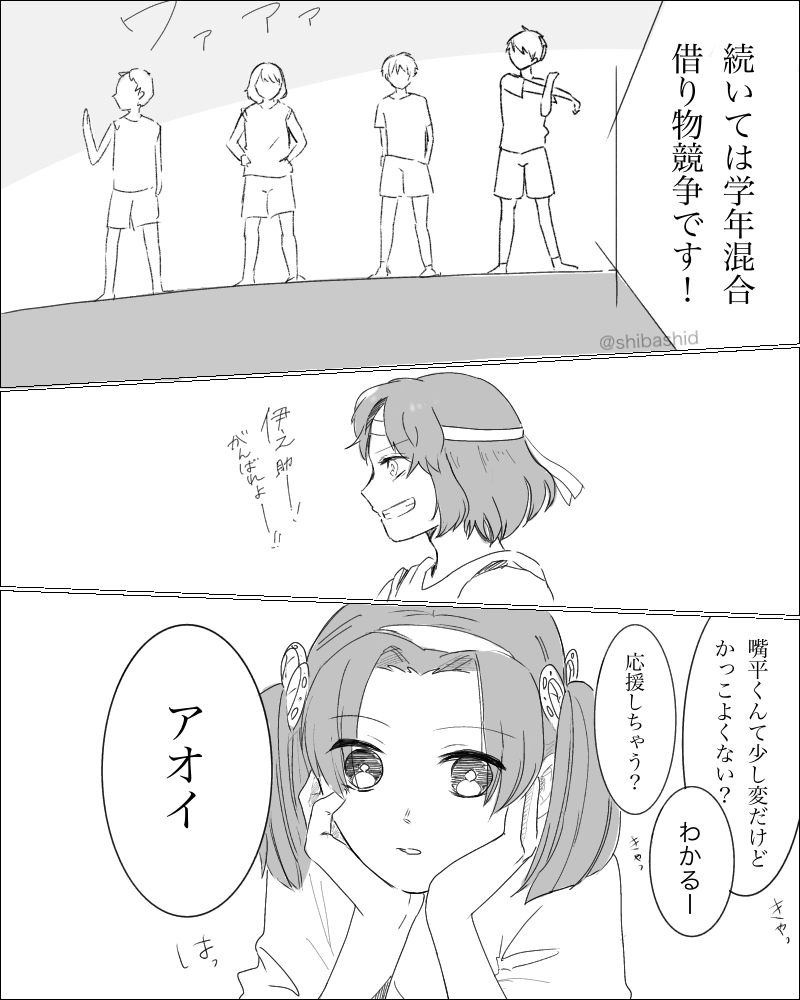 続いては学年混合
借り物競争です！
ワァァァ
@shibashid
伊之助ー！
がんばれよー!!
嘴平くんて少し変だけど
かっこよくない？
わかるー
きゃっ
応援しちゃう？
きゃっ
アオイ
はっ